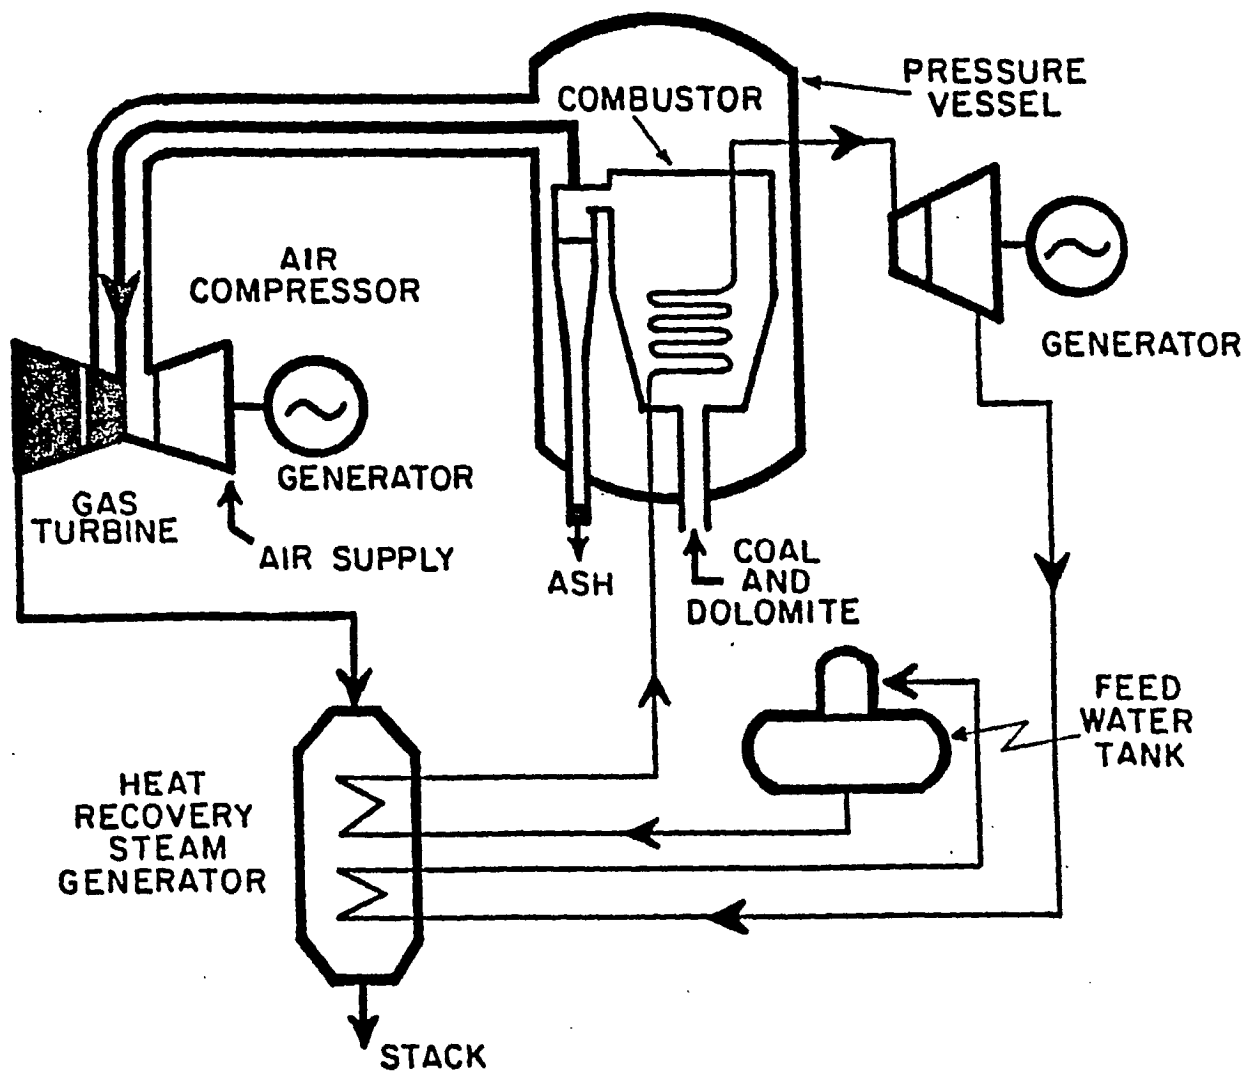 PRESSURE
VESSEL
COMBUSTOR
AIR
COMPRESSOR
GENERATOR
GENERATOR
GAS
TURBINE
AIR SUPPLY
ASH
COAL
AND
DOLOMITE
FEED
WATER
TANK
HEAT
RECOVERY
STEAM
GENERATOR
STACK